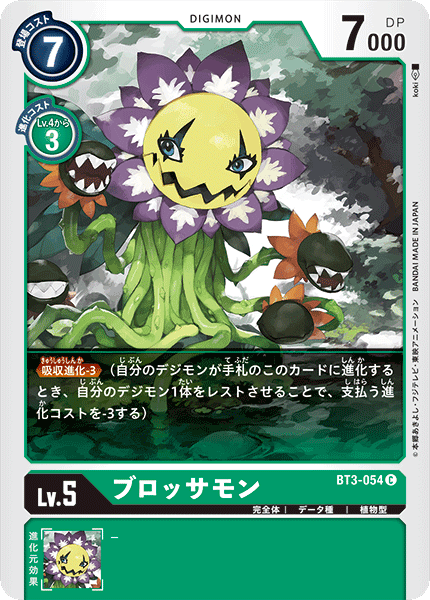 DIGIMON
登場コスト
7
7000
DP
進化コスト
Lv.4から
3
koki
©本郷あきよし・フジテレビ・東映アニメーション BANDAI MADE IN JAPAN
吸収進化-3 (自分のデジモンが手札のこのカードに進化する
とき、自分のデジモン1体をレストさせることで、支払う進
化コストを-3する)
BT3-054 C
Lv.5 ブロッサモン
完全体 | データ種 | 植物型
進化元効果
–